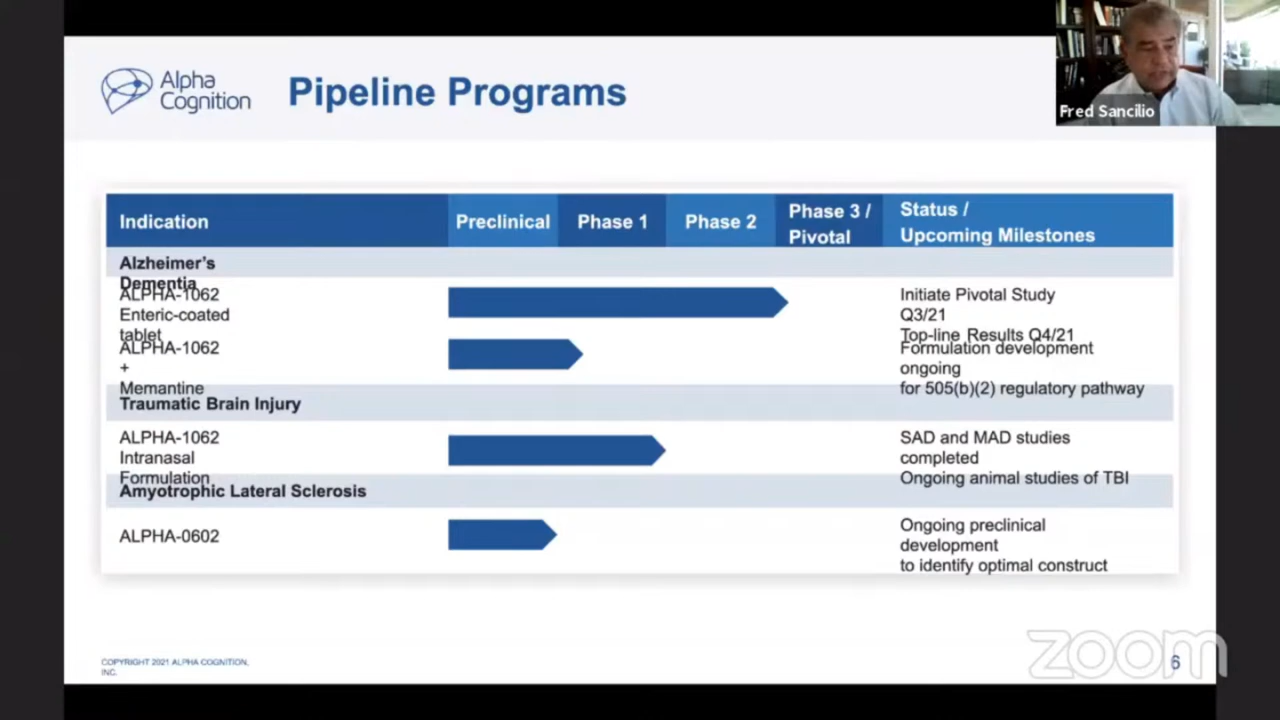 Alpha
Cognition
Pipeline Programs
Fred Sancilio
Indication
Preclinical
Phase 1
Phase 2
Phase 3 /
Pivotal
Status /
Upcoming Milestones
Alzheimer's
Dementia
ALPHA-1062
Enteric-coated
tablet
Initiate Pivotal Study
Q3/21
Top-line Results Q4/21
ALPHA-1062
+
Memantine
Formulation development
ongoing
for 505(b)(2) regulatory pathway
Traumatic Brain Injury
ALPHA-1062
Intranasal
Formulation
SAD and MAD studies
completed
Ongoing animal studies of TBI
Amyotrophic Lateral Sclerosis
ALPHA-0602
Ongoing preclinical
development
to identify optimal construct
COPYRIGHT 2021 ALPHA COGNITION,
INC.
zoom
6